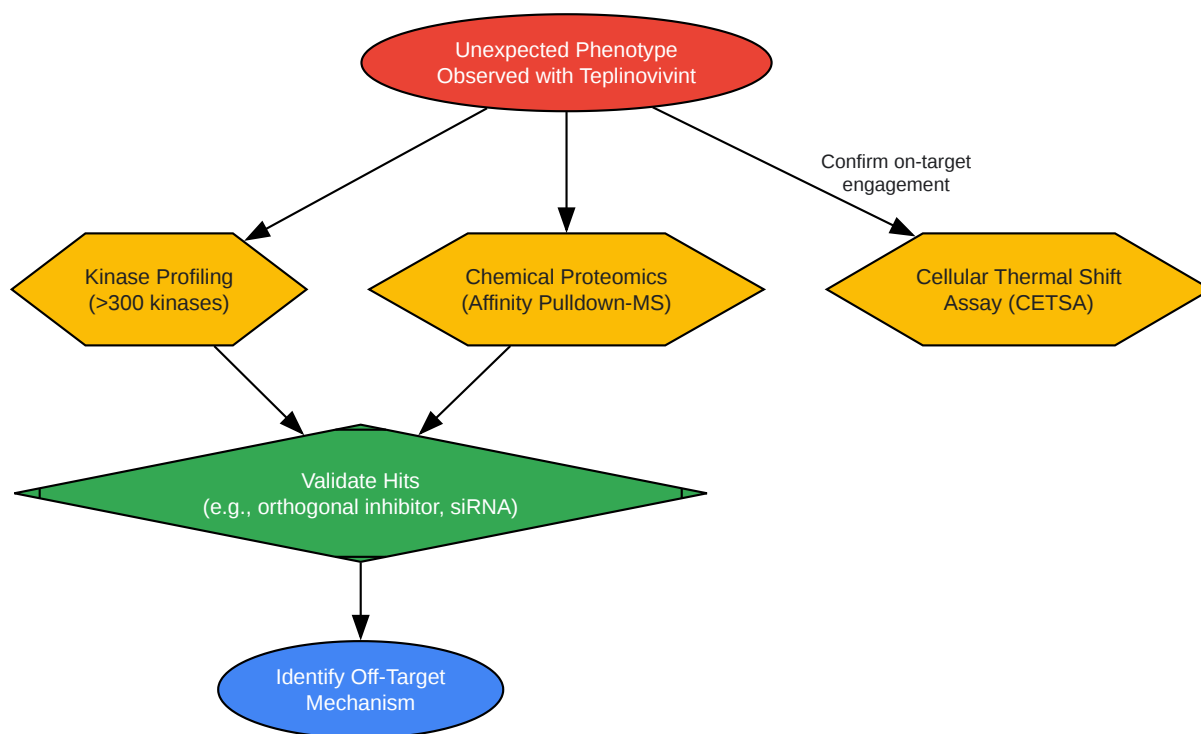 Unexpected Phenotype
Observed with Teplinovivint
Confirm on-target
engagement
Kinase Profiling
(>300 kinases)
Chemical Proteomics
(Affinity Pulldown-MS)
Cellular Thermal Shift
Assay (CETSA)
Validate Hits
(e.g., orthogonal inhibitor, siRNA)
Identify Off-Target
Mechanism